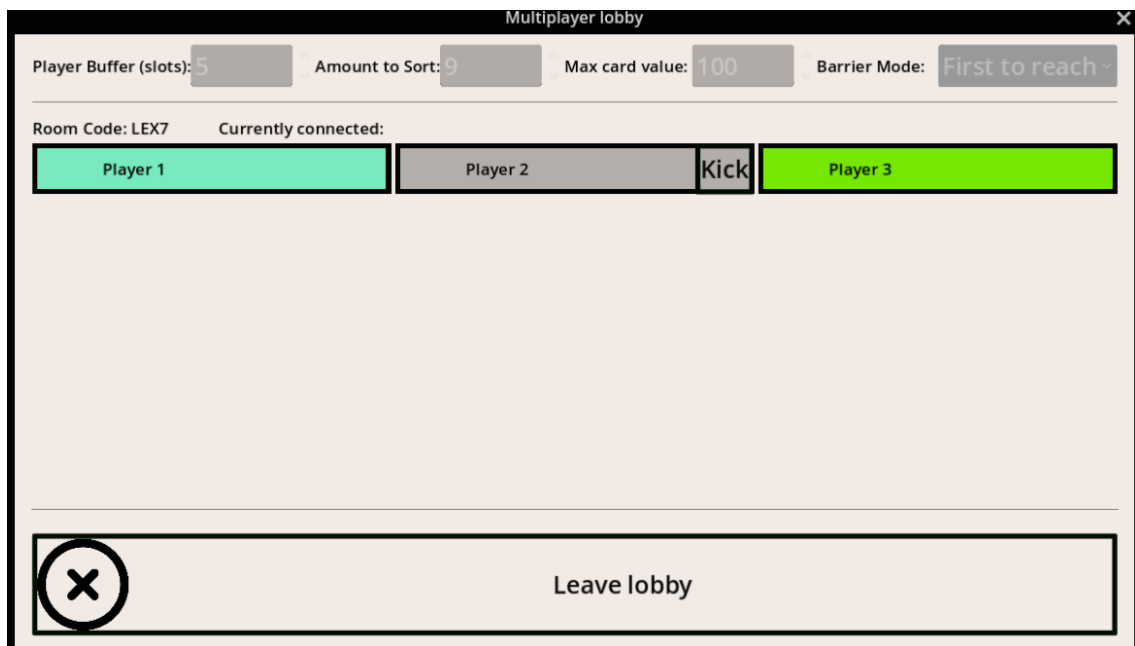 Multiplayer lobby
Player Buffer (slots): 5 Amount to Sort: 9 Max card value: 100 Barrier Mode: First to reach
Room Code: LEX7 Currently connected:
Player 1 Player 2 Kick Player 3
Leave lobby